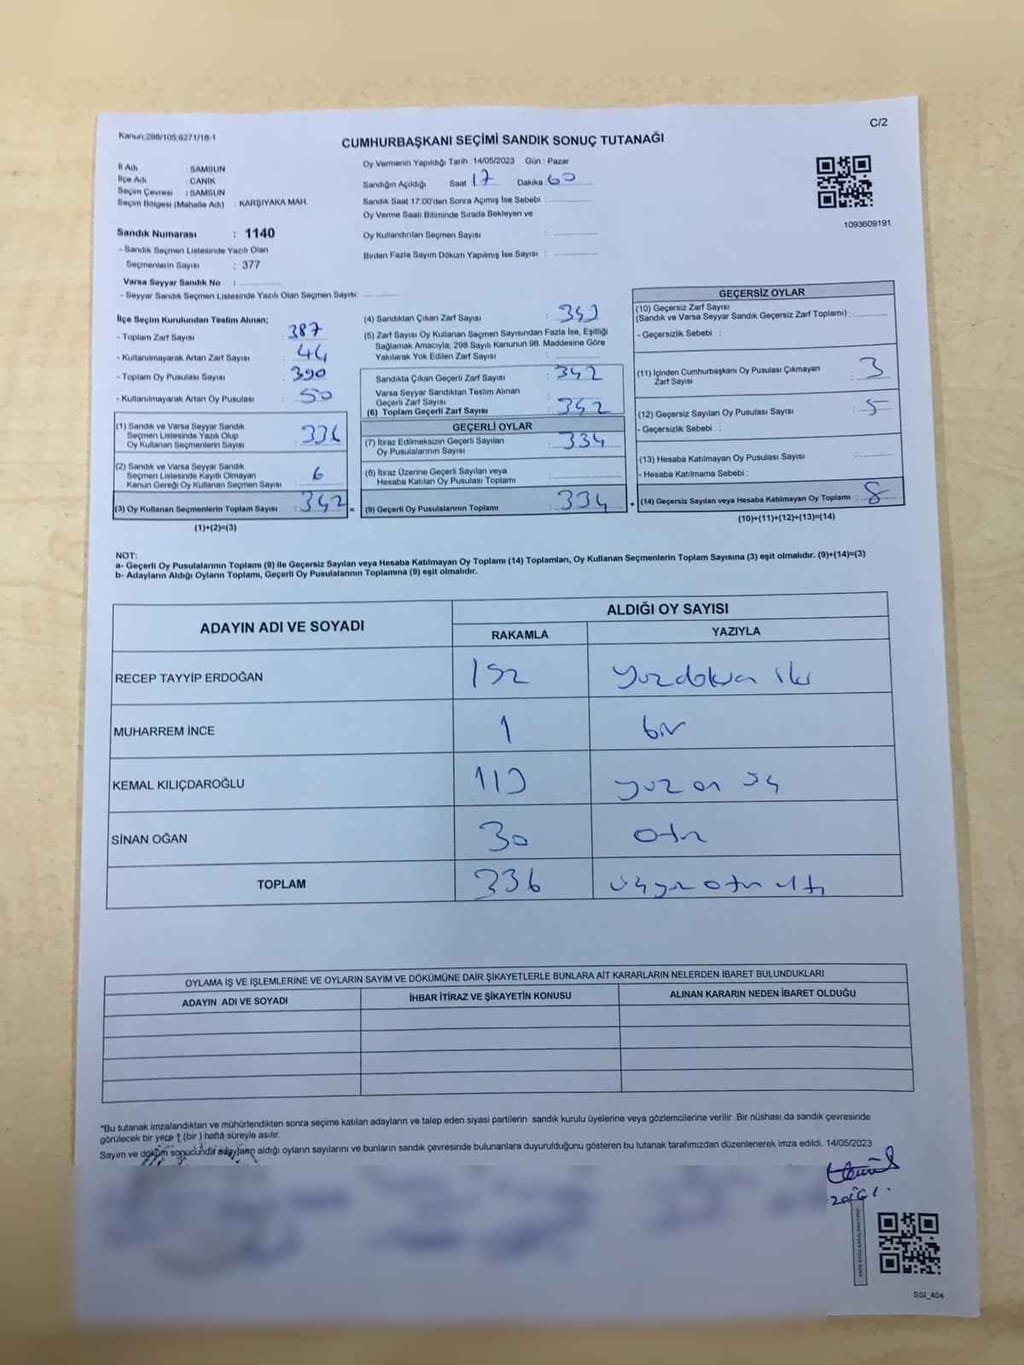 Kanun:298/105,6271/18-1
C/2
CUMHURBAŞKANI SEÇİMİ SANDIK SONUÇ TUTANAĞI
İl Adı : SAMSUN
İlçe Adı : CANİK
Seçim Çevresi : SAMSUN
Seçim Bölgesi (Mahalle Adı) : KARŞIYAKA MAH.
Oy Vermenin Yapıldığı Tarih : 14/05/2023 Gün : Pazar
Sandığın Açıldığı Saat 17 Dakika : 60
Sandık Saat 17:00'den Sonra Açılmış İse Sebebi :
Oy Verme Saati Bitiminde Sırada Bekleyen ve
Oy Kullandırılan Seçmen Sayısı :
Birden Fazla Sayım Döküm Yapılmış İse Sayısı :
1093609191
Sandık Numarası : 1140
- Sandık Seçmen Listesinde Yazılı Olan
Seçmenlerin Sayısı : 377
Varsa Seyyar Sandık No :
- Seyyar Sandık Seçmen Listesinde Yazılı Olan Seçmen Sayısı :
İlçe Seçim Kurulundan Teslim Alınan;
- Toplam Zarf Sayısı : 387
- Kullanılmayarak Artan Zarf Sayısı : 44
- Toplam Oy Pusulası Sayısı : 390
- Kullanılmayarak Artan Oy Pusulası : 50
(1) Sandık ve Varsa Seyyar Sandık
Seçmen Listesinde Yazılı Olup
Oy Kullanan Seçmenlerin Sayısı : 336
(2) Sandık ve Varsa Seyyar Sandık
Seçmen Listesinde Kayıtlı Olmayan
Kanun Gereği Oy Kullanan Seçmen Sayısı : 6
(3) Oy Kullanan Seçmenlerin Toplam Sayısı : 342 =
(1)+(2)=(3)
(4) Sandıktan Çıkan Zarf Sayısı : 342
(5) Zarf Sayısı Oy Kullanan Seçmen Sayısından Fazla İse, Eşitliği
Sağlamak Amacıyla; 298 Sayılı Kanunun 98. Maddesine Göre
Yakılarak Yok Edilen Zarf Sayısı :
Sandıkta Çıkan Geçerli Zarf Sayısı : 342
Varsa Seyyar Sandıktan Teslim Alınan
Geçerli Zarf Sayısı :
(6) Toplam Geçerli Zarf Sayısı : 342
GEÇERLİ OYLAR
(7) İtiraz Edilmeksizin Geçerli Sayılan
Oy Pusulalarının Sayısı : 334
(8) İtiraz Üzerine Geçerli Sayılan veya
Hesaba Katılan Oy Pusulası Toplamı :
(9) Geçerli Oy Pusulalarının Toplamı : 334 +
GEÇERSİZ OYLAR
(10) Geçersiz Zarf Sayısı
(Sandık ve Varsa Seyyar Sandık Geçersiz Zarf Toplamı) :
- Geçersizlik Sebebi :
(11) İçinden Cumhurbaşkanı Oy Pusulası Çıkmayan
Zarf Sayısı : 3
(12) Geçersiz Sayılan Oy Pusulası Sayısı : 5
- Geçersizlik Sebebi :
(13) Hesaba Katılmayan Oy Pusulası Sayısı :
- Hesaba Katılmama Sebebi :
(14) Geçersiz Sayılan veya Hesaba Katılmayan Oy Toplamı : 8
(10)+(11)+(12)+(13)=(14)
NOT:
a- Geçerli Oy Pusulalarının Toplamı (9) ile Geçersiz Sayılan veya Hesaba Katılmayan Oy Toplamı (14) Toplamları, Oy Kullanan Seçmenlerin Toplam Sayısına (3) eşit olmalıdır. (9)+(14)=(3)
b- Adayların Aldığı Oyların Toplamı, Geçerli Oy Pusulalarının Toplamına (9) eşit olmalıdır.
ADAYIN ADI VE SOYADI
ALDIĞI OY SAYISI
RAKAMLA YAZIYLA
RECEP TAYYİP ERDOĞAN 192 yüzdoksan iki
MUHARREM İNCE 1 bir
KEMAL KILIÇDAROĞLU 113 yüz on üç
SİNAN OĞAN 30 otuz
TOPLAM 336 üçyüz otuz altı
OYLAMA İŞ VE İŞLEMLERİNE VE OYLARIN SAYIM VE DÖKÜMÜNE DAİR ŞİKAYETLERLE BUNLARA AİT KARARLARIN NELERDEN İBARET BULUNDUKLARI
ADAYIN ADI VE SOYADI İHBAR İTİRAZ VE ŞİKAYETİN KONUSU ALINAN KARARIN NEDEN İBARET OLDUĞU
*Bu tutanak imzalandıktan ve mühürlendikten sonra seçime katılan adayların ve talep eden siyasi partilerin sandık kurulu üyelerine veya gözlemcilerine verilir .Bir nüshası da sandık çevresinde
görülecek bir yere 1 (bir ) hafta süreyle asılır.
Sayım ve döküm sonucunda adayların aldığı oyların sayılarını ve bunların sandık çevresinde bulunanlara duyurulduğunu gösteren bu tutanak tarafımızdan düzenlenerek imza edildi. 14/05/2023
SSI_404